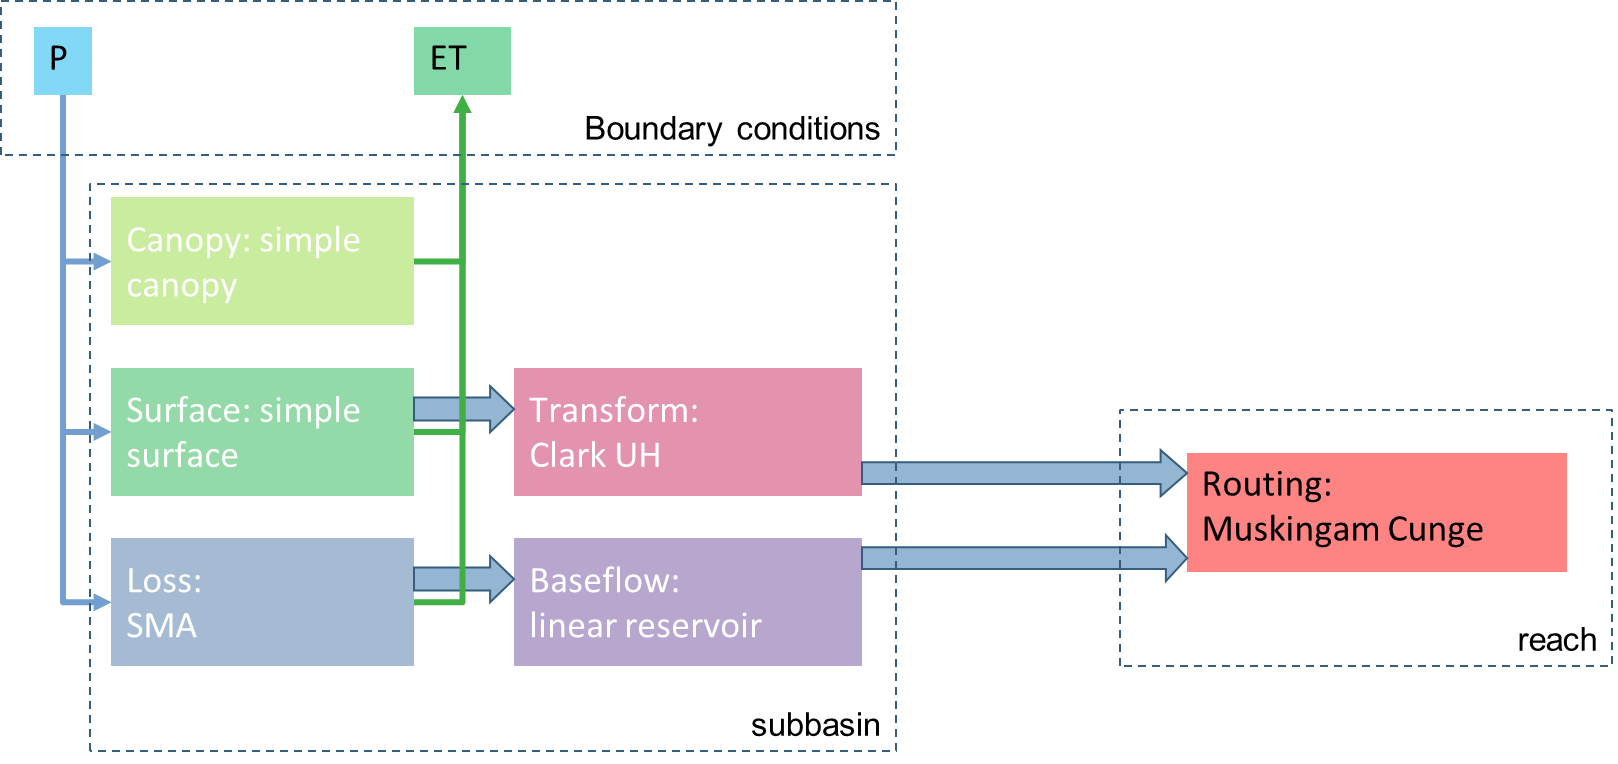 P
ET
Boundary conditions
Canopy: simple
canopy
Surface: simple
surface
Transform:
Clark UH
Loss:
SMA
Baseflow:
linear reservoir
subbasin
Routing:
Muskingam Cunge
reach